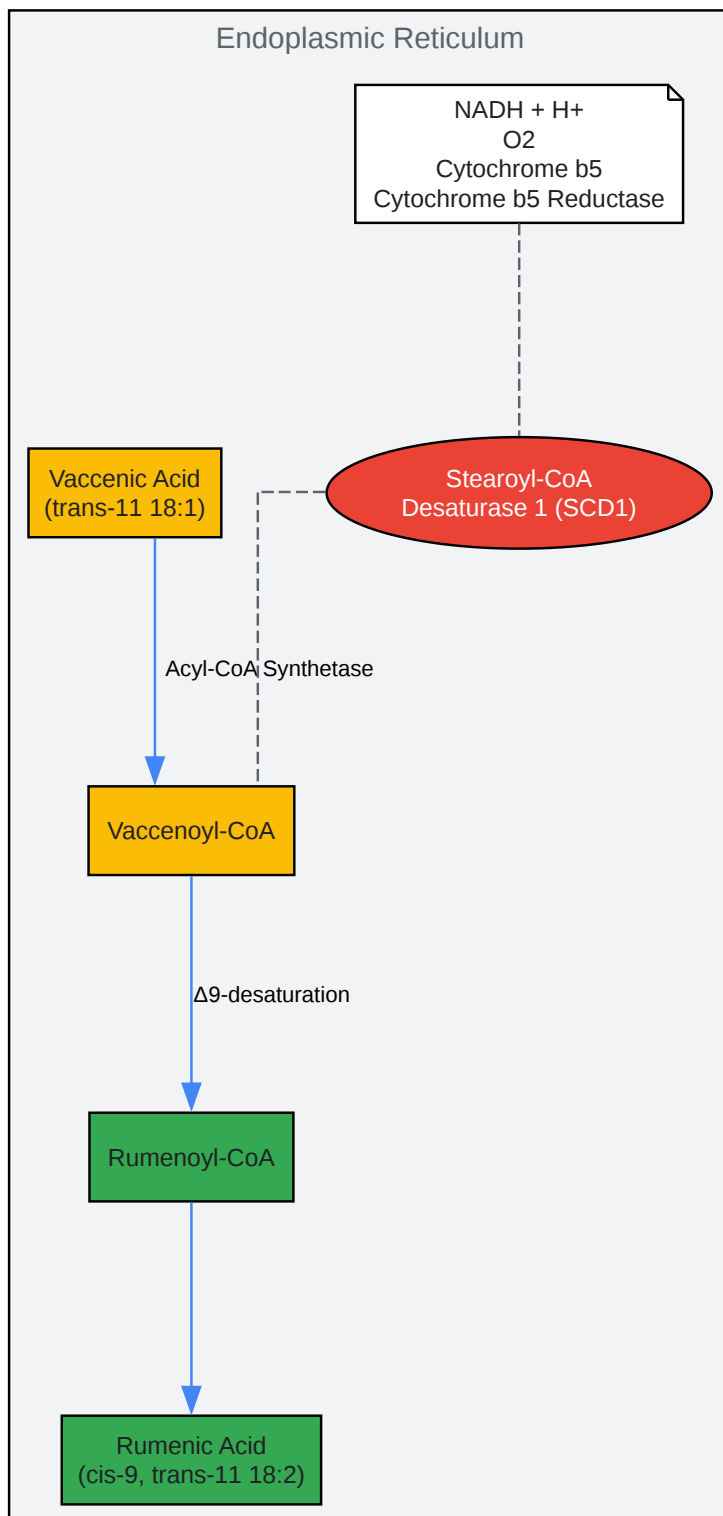 Endoplasmic Reticulum
NADH + H+
O2
Cytochrome b5
Cytochrome b5 Reductase
Vaccenic Acid
(trans-11 18:1)
Stearoyl-CoA
Desaturase 1 (SCD1)
Acyl-CoA Synthetase
Vaccenoyl-CoA
Δ9-desaturation
Rumenoyl-CoA
Rumenic Acid
(cis-9, trans-11 18:2)